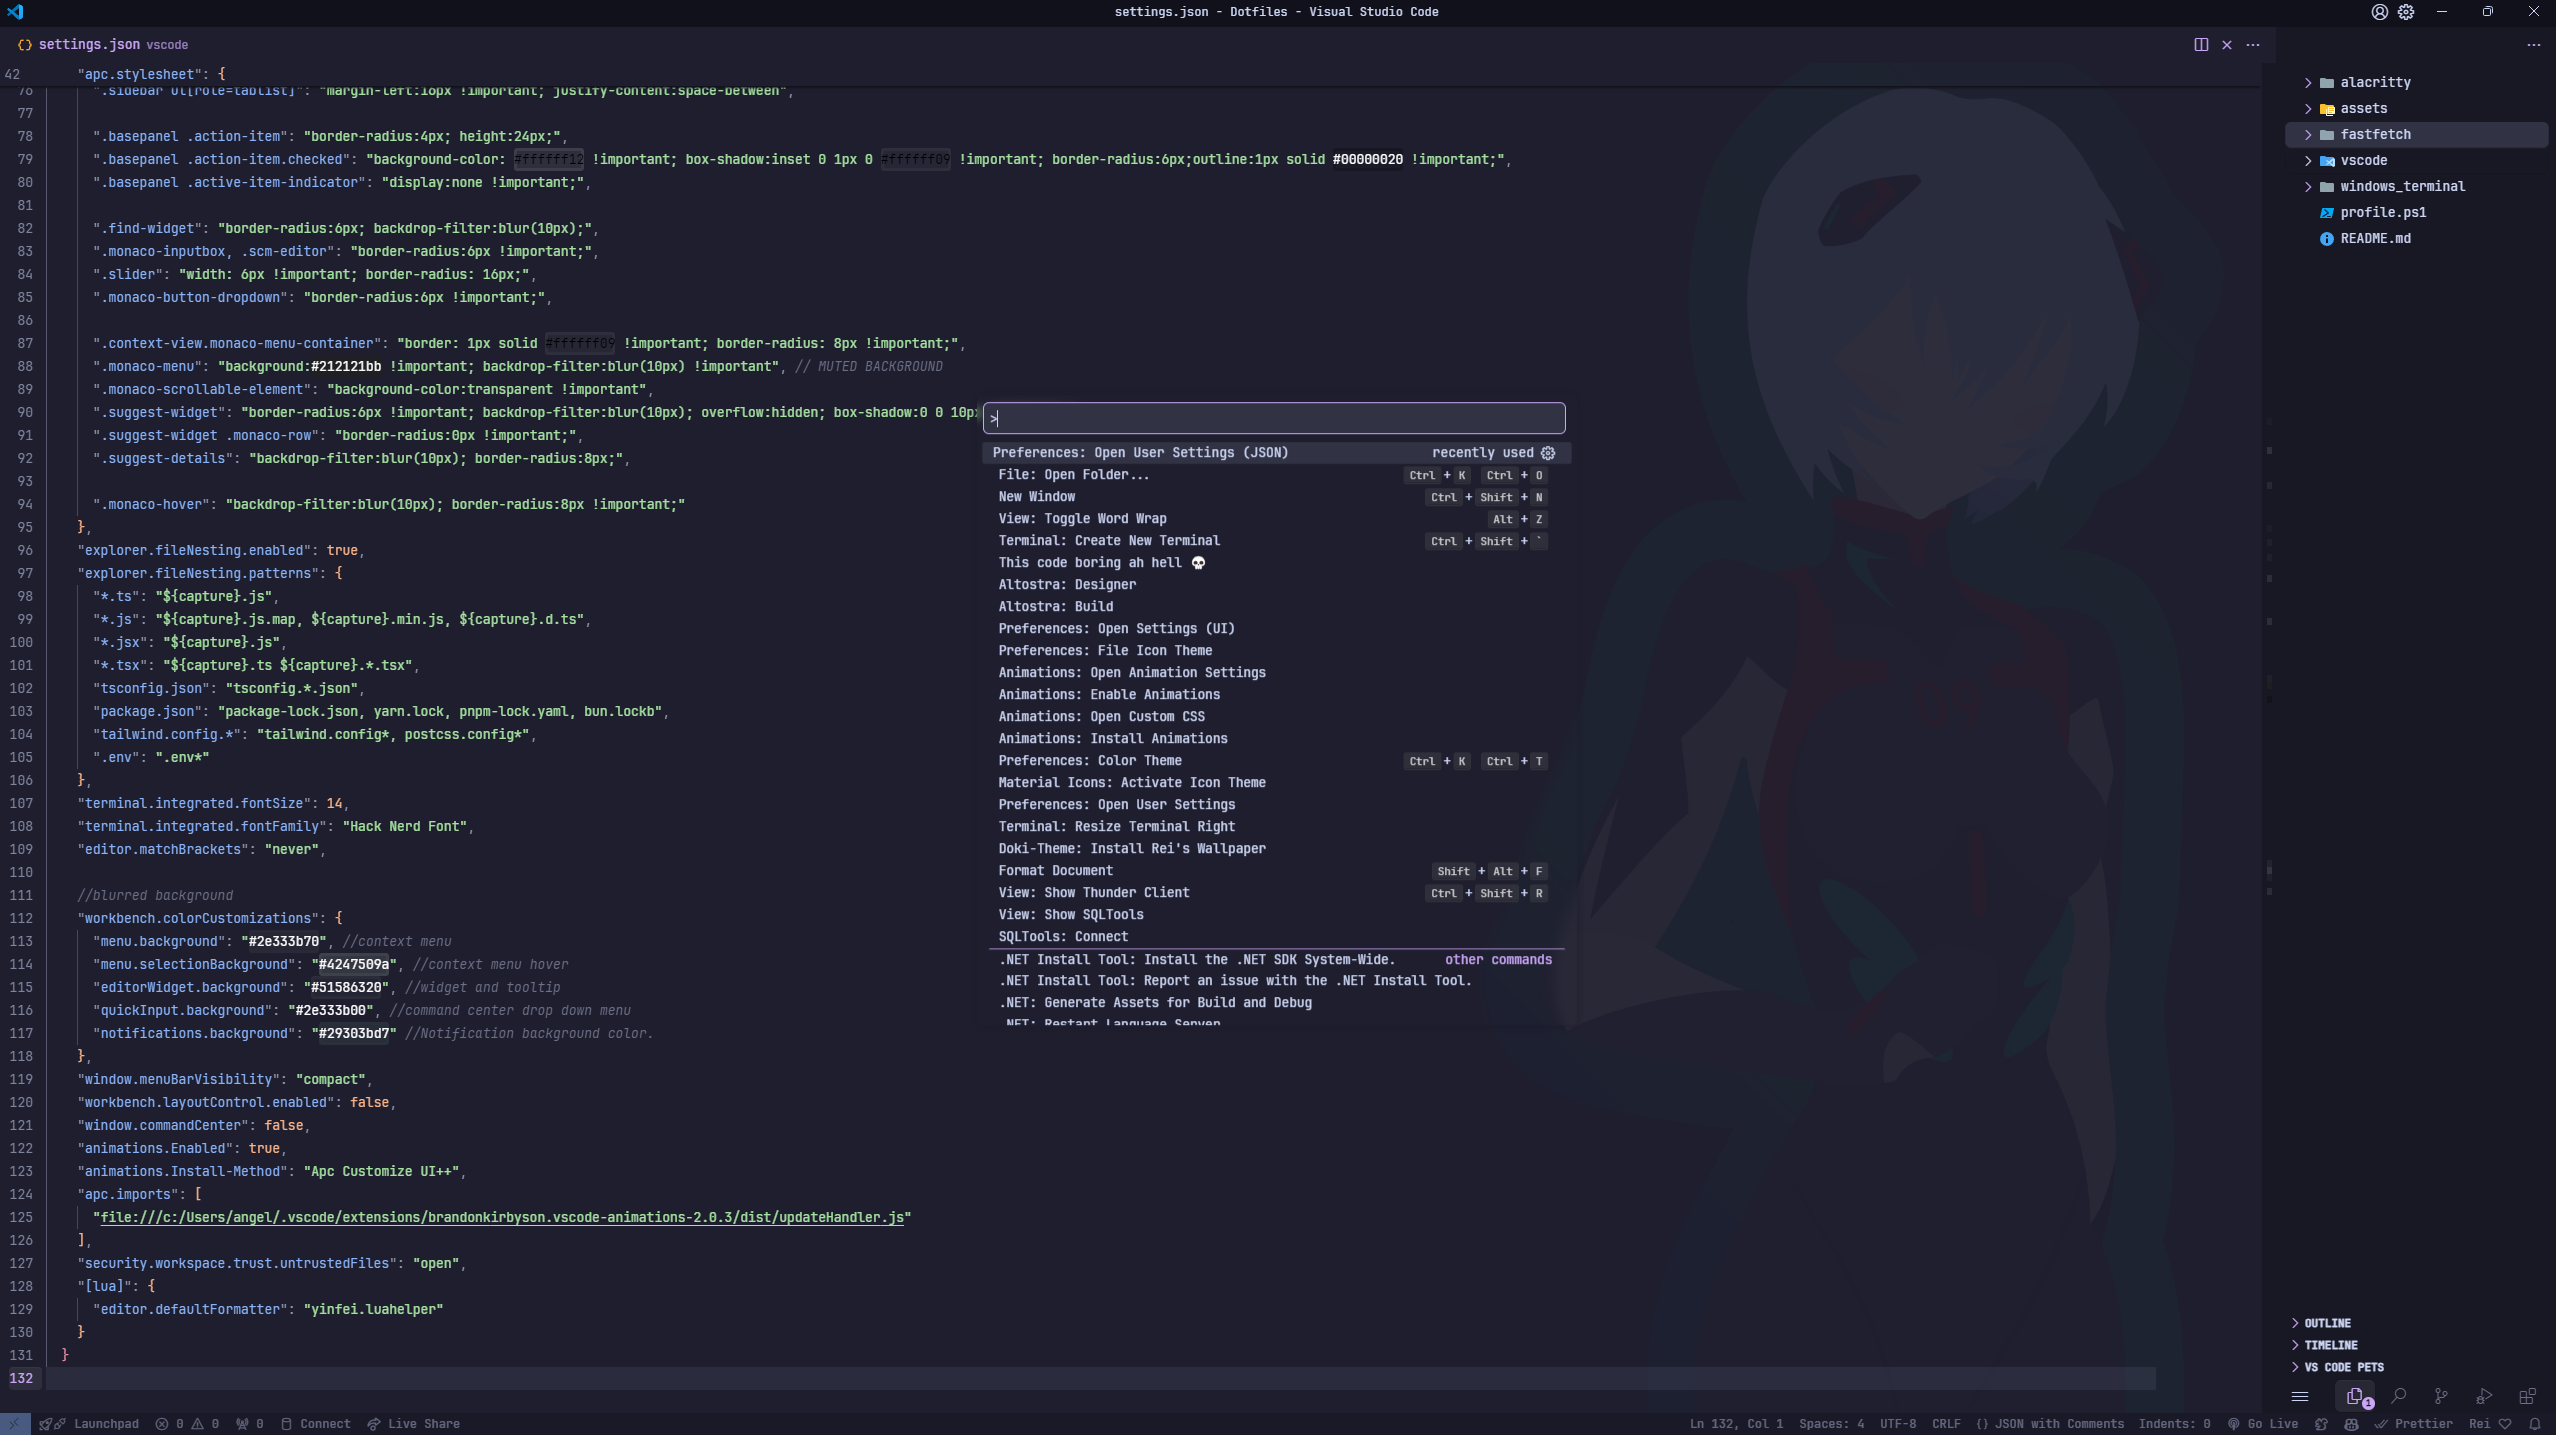 settings.json - Dotfiles - Visual Studio Code
settings.json vscode
42 "apc.stylesheet": {
76 ".sidebar ul[role=tablist]": "margin-left:16px !important; justify-content:space-between",
77
78 ".basepanel .action-item": "border-radius:4px; height:24px;",
79 ".basepanel .action-item.checked": "background-color: #ffffff12 !important; box-shadow:inset 0 1px 0 #ffffff09 !important; border-radius:6px;outline:1px solid #00000020 !important;",
80 ".basepanel .active-item-indicator": "display:none !important;",
81
82 ".find-widget": "border-radius:6px; backdrop-filter:blur(10px);",
83 ".monaco-inputbox, .scm-editor": "border-radius:6px !important;",
84 ".slider": "width: 6px !important; border-radius: 16px;",
85 ".monaco-button-dropdown": "border-radius:6px !important;",
86
87 ".context-view.monaco-menu-container": "border: 1px solid #ffffff09 !important; border-radius: 8px !important;",
88 ".monaco-menu": "background:#212121bb !important; backdrop-filter:blur(10px) !important", // MUTED BACKGROUND
89 ".monaco-scrollable-element": "background-color:transparent !important",
90 ".suggest-widget": "border-radius:6px !important; backdrop-filter:blur(10px); overflow:hidden; box-shadow:0 0 10px
91 ".suggest-widget .monaco-row": "border-radius:0px !important;",
92 ".suggest-details": "backdrop-filter:blur(10px); border-radius:8px;",
93
94 ".monaco-hover": "backdrop-filter:blur(10px); border-radius:8px !important;"
95 },
96 "explorer.fileNesting.enabled": true,
97 "explorer.fileNesting.patterns": {
98 "*.ts": "${capture}.js",
99 "*.js": "${capture}.js.map, ${capture}.min.js, ${capture}.d.ts",
100 "*.jsx": "${capture}.js",
101 "*.tsx": "${capture}.ts ${capture}.*.tsx",
102 "tsconfig.json": "tsconfig.*.json",
103 "package.json": "package-lock.json, yarn.lock, pnpm-lock.yaml, bun.lockb",
104 "tailwind.config.*": "tailwind.config*, postcss.config*",
105 ".env": ".env*"
106 },
107 "terminal.integrated.fontSize": 14,
108 "terminal.integrated.fontFamily": "Hack Nerd Font",
109 "editor.matchBrackets": "never",
110
111 //blurred background
112 "workbench.colorCustomizations": {
113 "menu.background": "#2e333b70", //context menu
114 "menu.selectionBackground": "#4247509a", //context menu hover
115 "editorWidget.background": "#51586320", //widget and tooltip
116 "quickInput.background": "#2e333b00", //command center drop down menu
117 "notifications.background": "#29303bd7" //Notification background color.
118 },
119 "window.menuBarVisibility": "compact",
120 "workbench.layoutControl.enabled": false,
121 "window.commandCenter": false,
122 "animations.Enabled": true,
123 "animations.Install-Method": "Apc Customize UI++",
124 "apc.imports": [
125 "file:///c:/Users/angel/.vscode/extensions/brandonkirbyson.vscode-animations-2.0.3/dist/updateHandler.js"
126 ],
127 "security.workspace.trust.untrustedFiles": "open",
128 "[lua]": {
129 "editor.defaultFormatter": "yinfei.luahelper"
130 }
131 }
132
>
Preferences: Open User Settings (JSON) recently used
File: Open Folder... Ctrl + K Ctrl + O
New Window Ctrl + Shift + N
View: Toggle Word Wrap Alt + Z
Terminal: Create New Terminal Ctrl + Shift + `
This code boring ah hell 💀
Altostra: Designer
Altostra: Build
Preferences: Open Settings (UI)
Preferences: File Icon Theme
Animations: Open Animation Settings
Animations: Enable Animations
Animations: Open Custom CSS
Animations: Install Animations
Preferences: Color Theme Ctrl + K Ctrl + T
Material Icons: Activate Icon Theme
Preferences: Open User Settings
Terminal: Resize Terminal Right
Doki-Theme: Install Rei's Wallpaper
Format Document Shift + Alt + F
View: Show Thunder Client Ctrl + Shift + R
View: Show SQLTools
SQLTools: Connect
.NET Install Tool: Install the .NET SDK System-Wide. other commands
.NET Install Tool: Report an issue with the .NET Install Tool.
.NET: Generate Assets for Build and Debug
.NET: Restart Language Server
alacritty
assets
fastfetch
vscode
windows_terminal
profile.ps1
README.md
OUTLINE
TIMELINE
VS CODE PETS
1
Launchpad 0 0 0 Connect Live Share
Ln 132, Col 1 Spaces: 4 UTF-8 CRLF {} JSON with Comments Indents: 0 Go Live Prettier Rei ♡